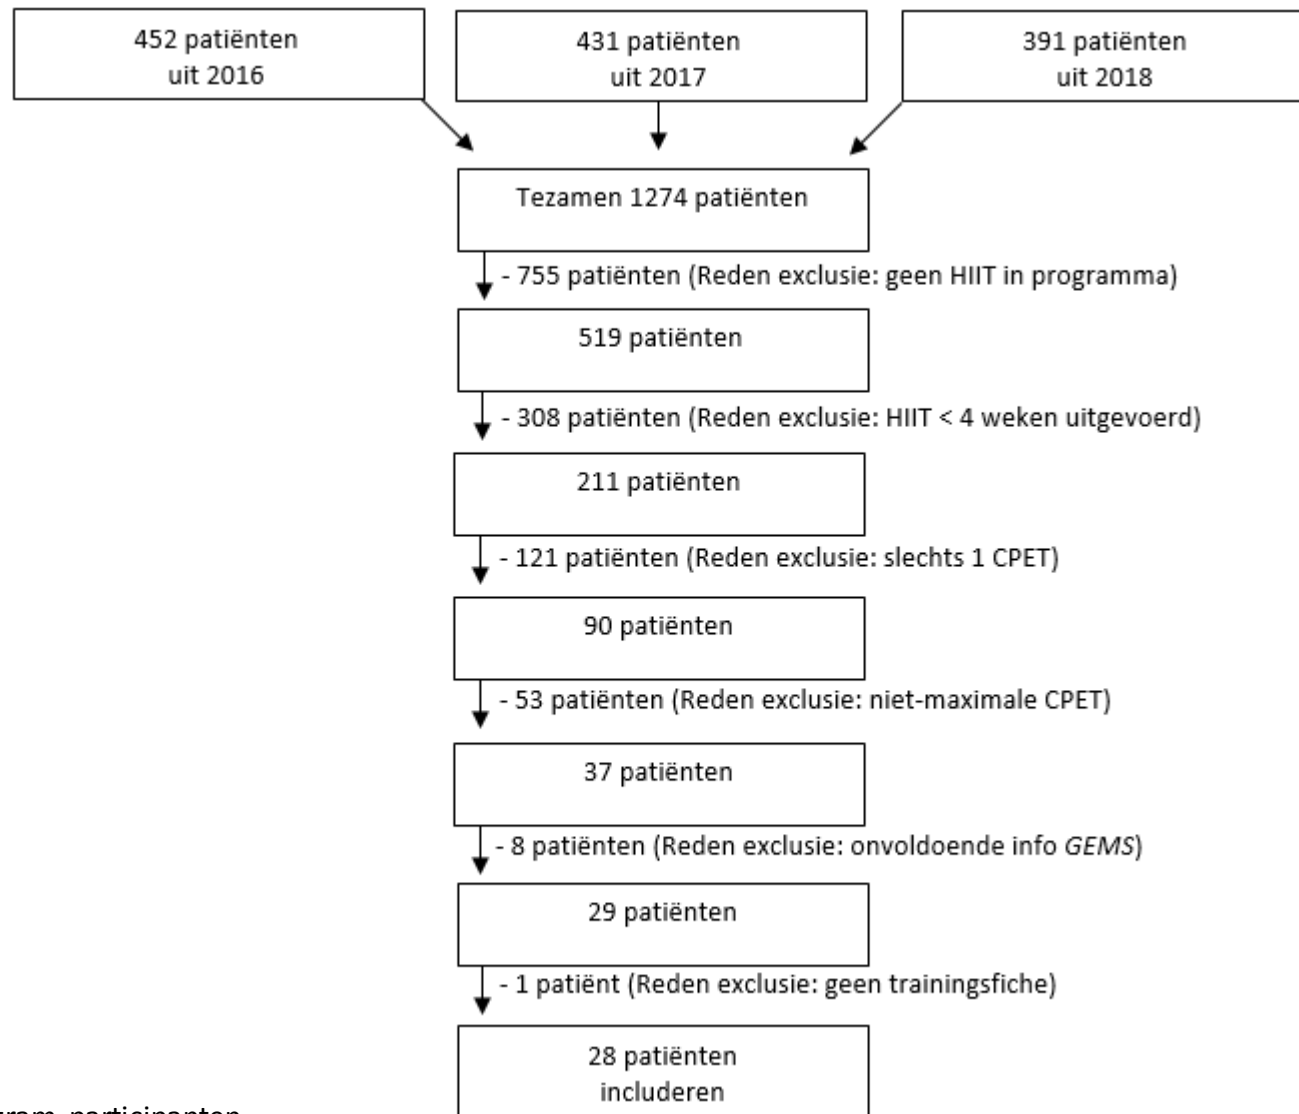 452 patiënten
uit 2016
431 patiënten
uit 2017
391 patiënten
uit 2018
Tezamen 1274 patiënten
- 755 patiënten (Reden exclusie: geen HIIT in programma)
519 patiënten
- 308 patiënten (Reden exclusie: HIIT < 4 weken uitgevoerd)
211 patiënten
- 121 patiënten (Reden exclusie: slechts 1 CPET)
90 patiënten
- 53 patiënten (Reden exclusie: niet-maximale CPET)
37 patiënten
- 8 patiënten (Reden exclusie: onvoldoende info GEMS)
29 patiënten
- 1 patiënt (Reden exclusie: geen trainingsfiche)
28 patiënten
includeren